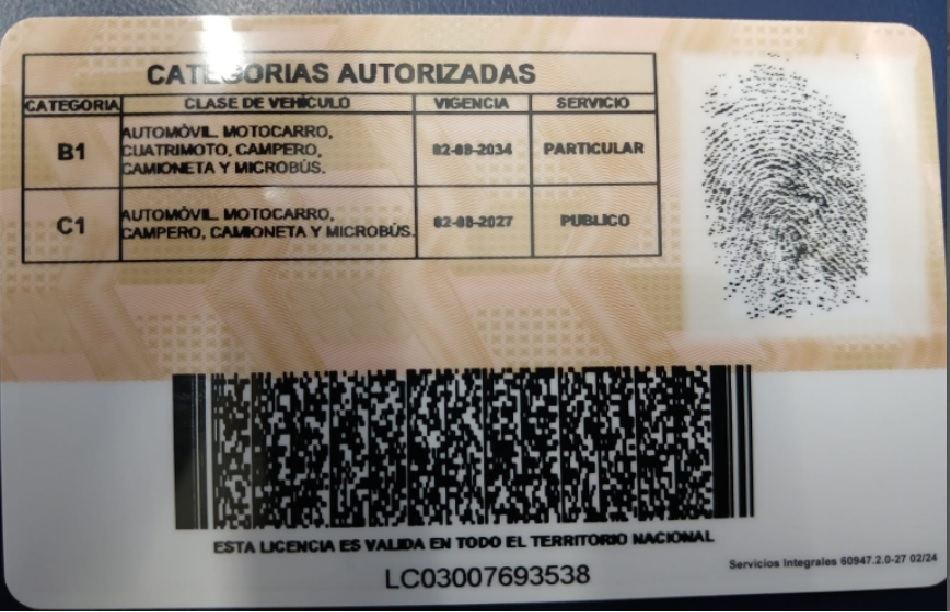 CATEGORIAS AUTORIZADAS
CATEGORIA CLASE DE VEHÍCULO VIGENCIA SERVICIO
B1 AUTOMÓVIL. MOTOCARRO, CUATRIMOTO, CAMPERO, CAMIONETA Y MICROBÚS. 02-08-2034 PARTICULAR
C1 AUTOMÓVIL. MOTOCARRO, CAMPERO, CAMIONETA Y MICROBÚS. 02-08-2027 PUBLICO
ESTA LICENCIA ES VALIDA EN TODO EL TERRITORIO NACIONAL
LC03007693538
Servicios Integrales 60947.2.0-27 02/24